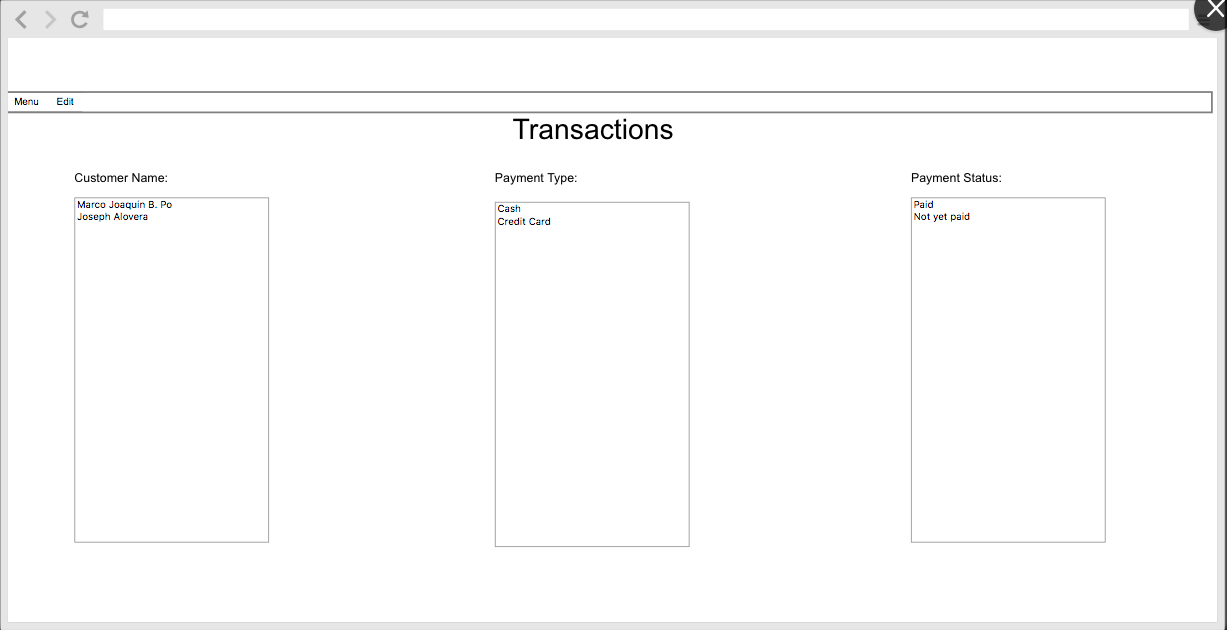 Menu Edit
Transactions
Customer Name:
Marco Joaquin B. Po
Joseph Alovera
Payment Type:
Cash
Credit Card
Payment Status:
Paid
Not yet paid